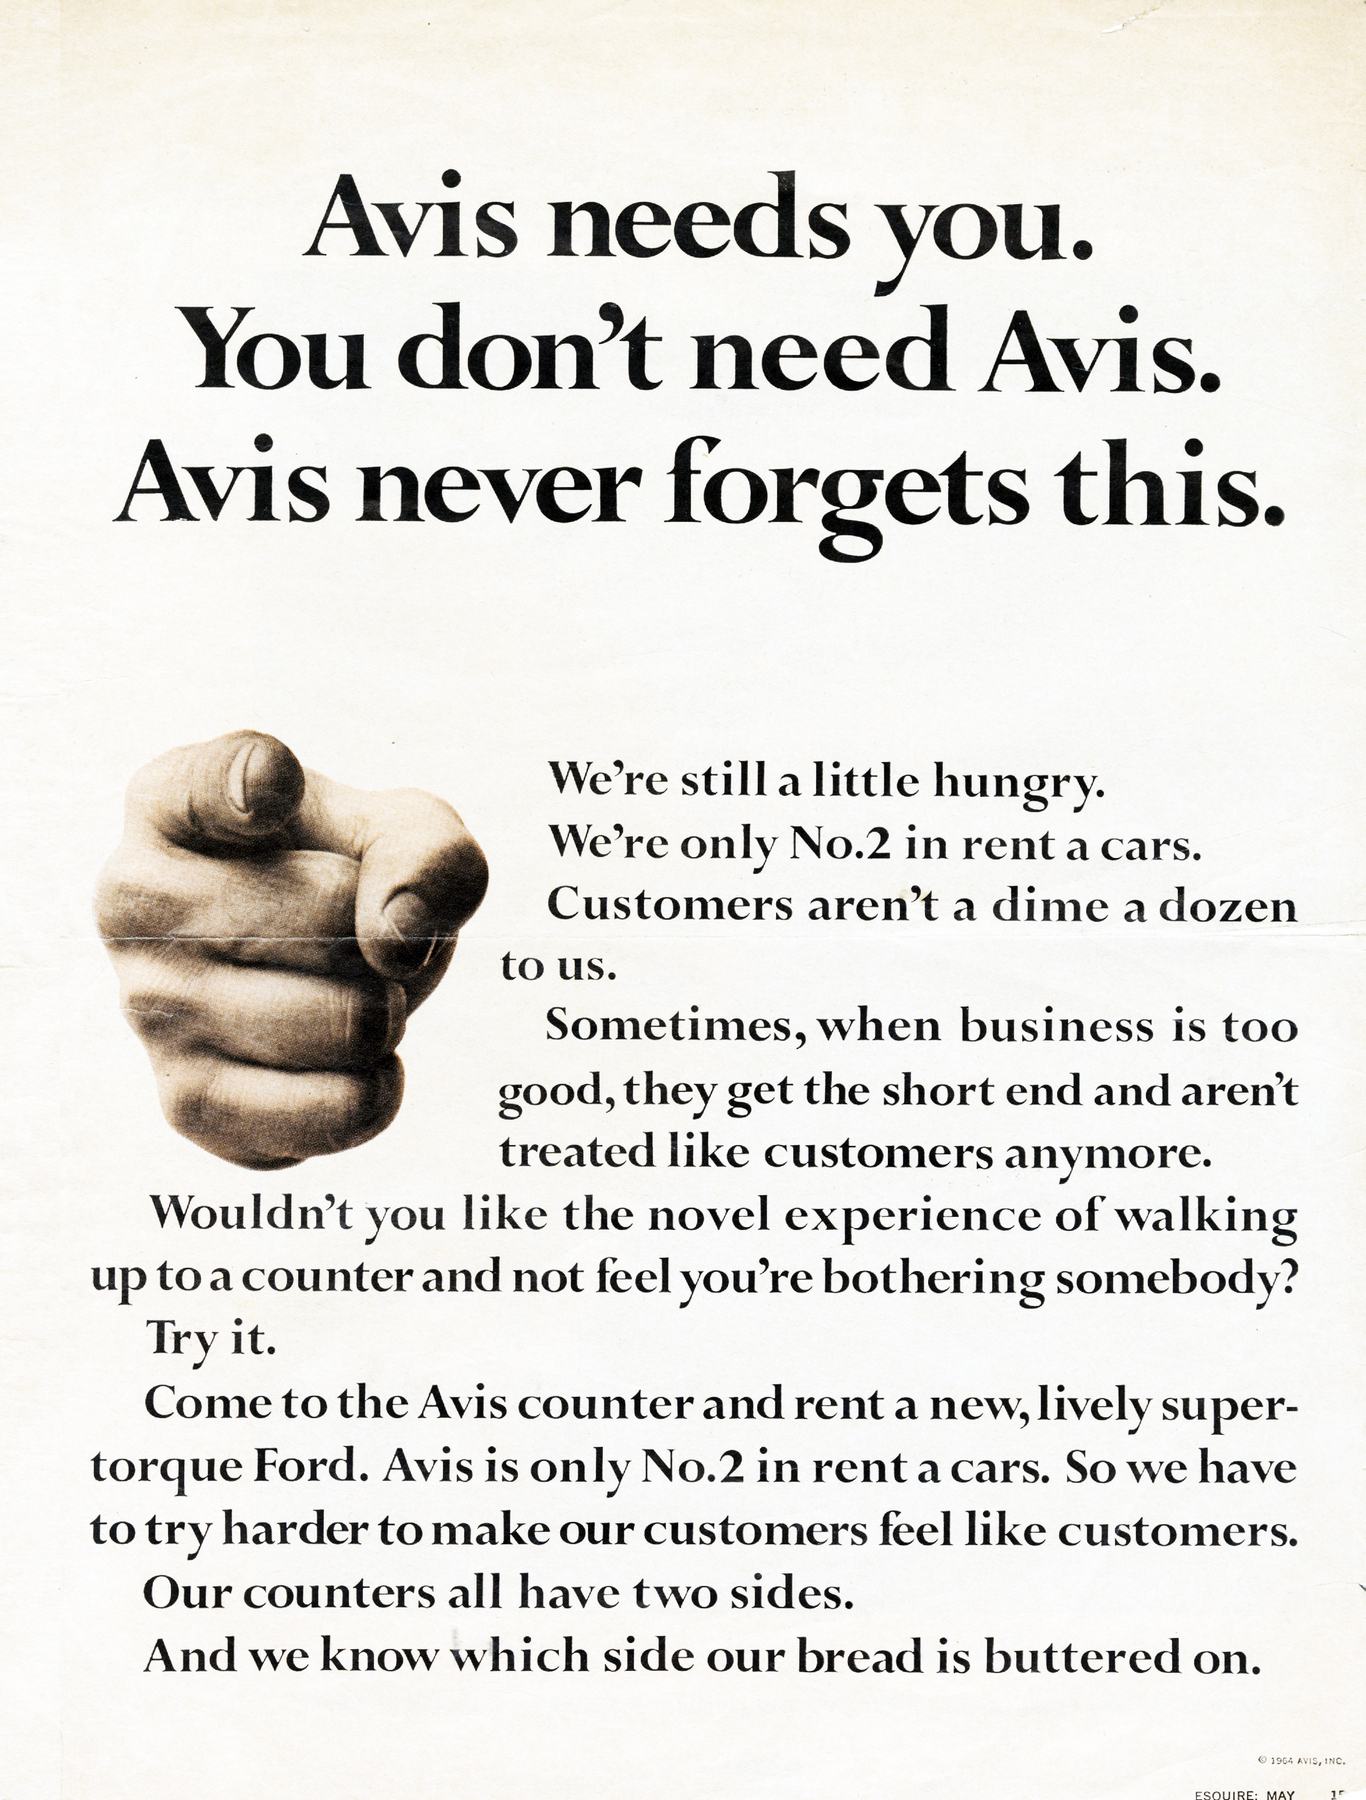 Avis needs you.
You don't need Avis.
Avis never forgets this.
We're still a little hungry.
We're only No.2 in rent a cars.
Customers aren't a dime a dozen
to us.
Sometimes, when business is too
good, they get the short end and aren't
treated like customers anymore.
Wouldn't you like the novel experience of walking
up to a counter and not feel you're bothering somebody?
Try it.
Come to the Avis counter and rent a new, lively super-
torque Ford. Avis is only No.2 in rent a cars. So we have
to try harder to make our customers feel like customers.
Our counters all have two sides.
And we know which side our bread is buttered on.
© 1964 AVIS, INC.
ESQUIRE: MAY